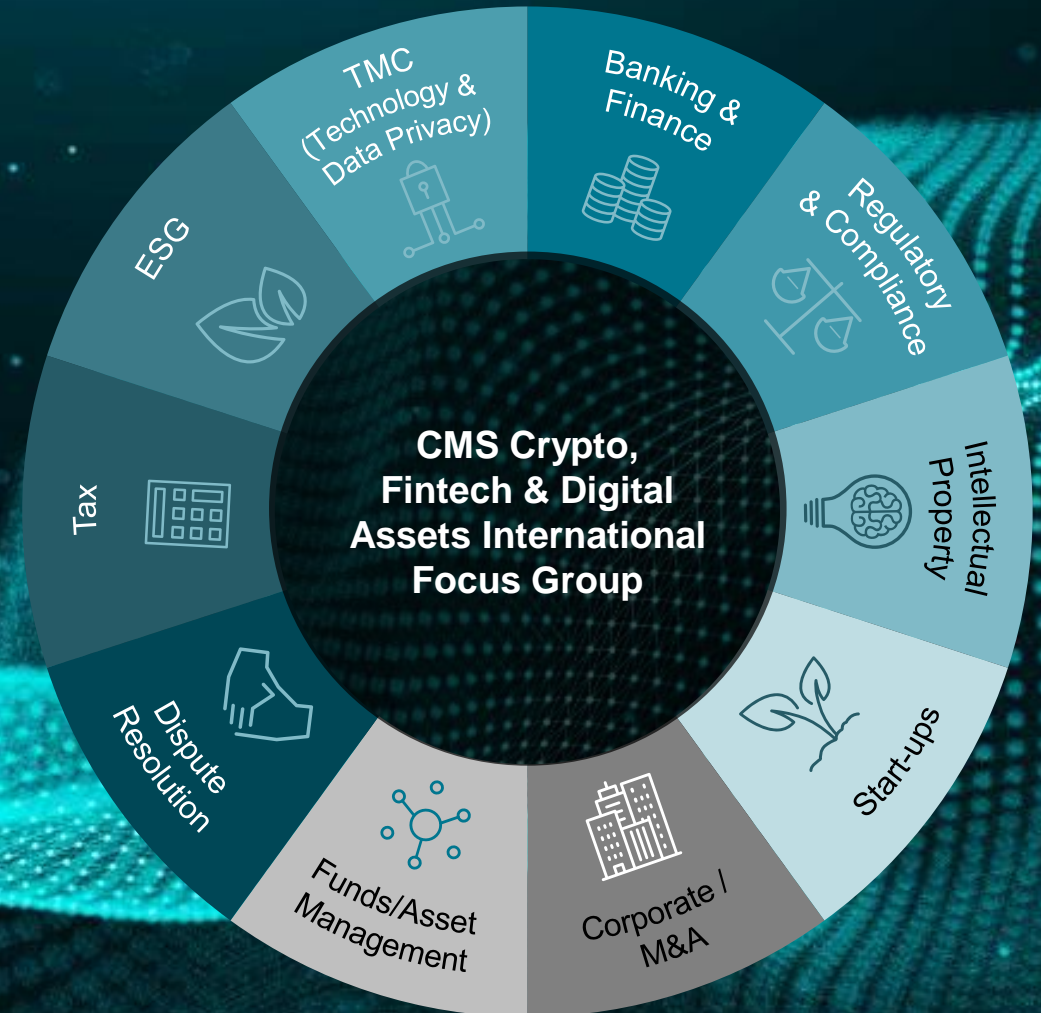 TMC
(Technology &
Data Privacy)
Banking &
Finance
Regulatory
& Compliance
Intellectual
Property
Start-ups
Corporate /
M&A
Funds/Asset
Management
Dispute
Resolution
Tax
ESG
CMS Crypto,
Fintech & Digital
Assets International
Focus Group